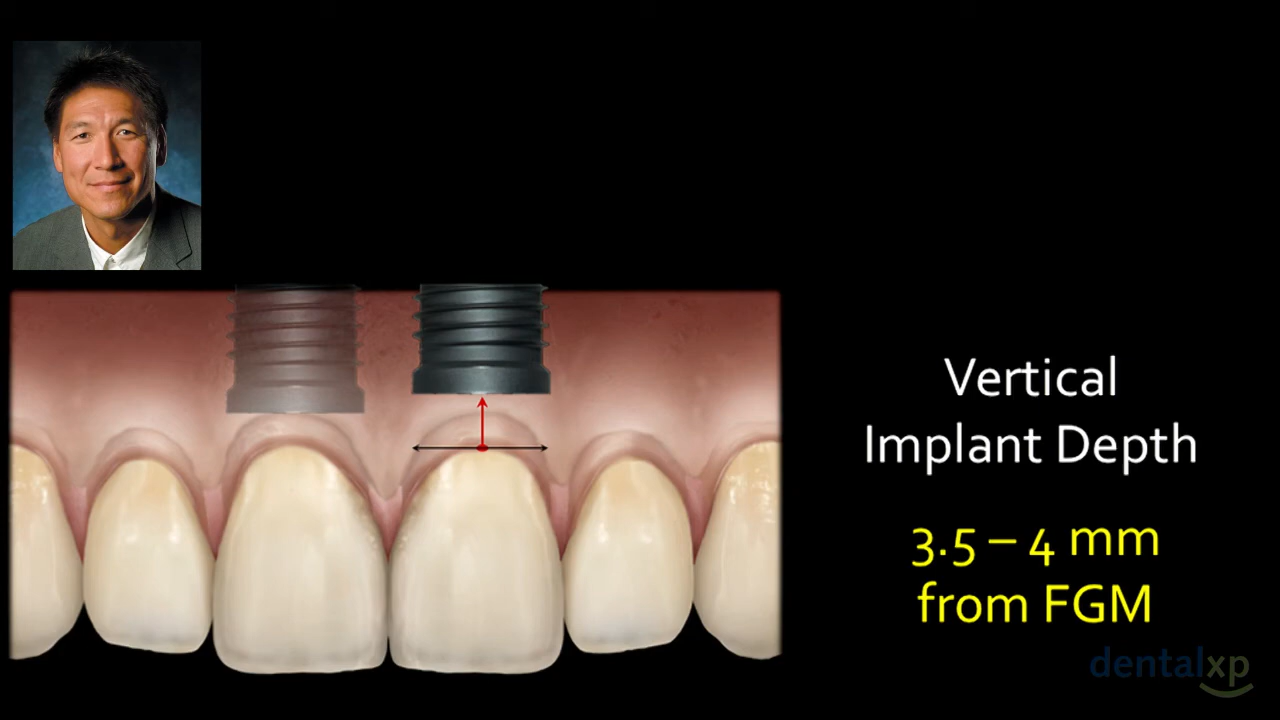 Vertical
Implant Depth
3.5 – 4 mm
from FGM
dentalxp